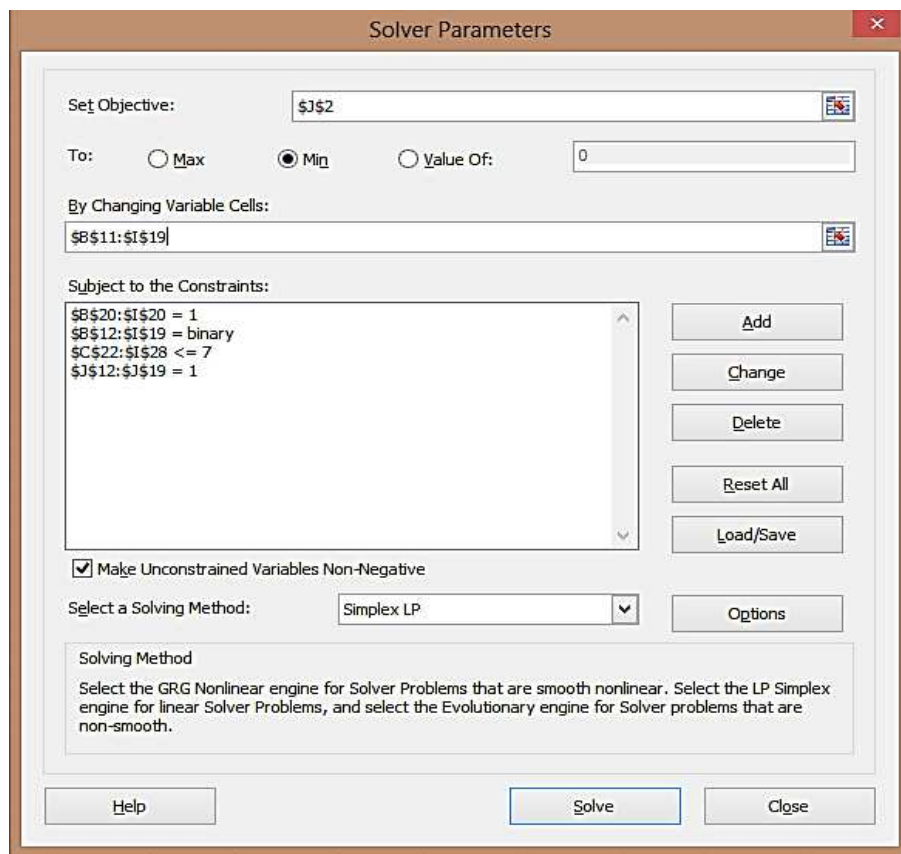 Solver Parameters
Set Objective:
$J$2
To:
Max
Min
Value Of:
0
By Changing Variable Cells:
$B$11:$I$19
Subject to the Constraints:
$B$20:$I$20 = 1
$B$12:$I$19 = binary
$C$22:$I$28 <= 7
$J$12:$J$19 = 1
Add
Change
Delete
Reset All
Load/Save
Make Unconstrained Variables Non-Negative
Select a Solving Method:
Simplex LP
Options
Solving Method
Select the GRG Nonlinear engine for Solver Problems that are smooth nonlinear. Select the LP Simplex
engine for linear Solver Problems, and select the Evolutionary engine for Solver problems that are
non-smooth.
Help
Solve
Close